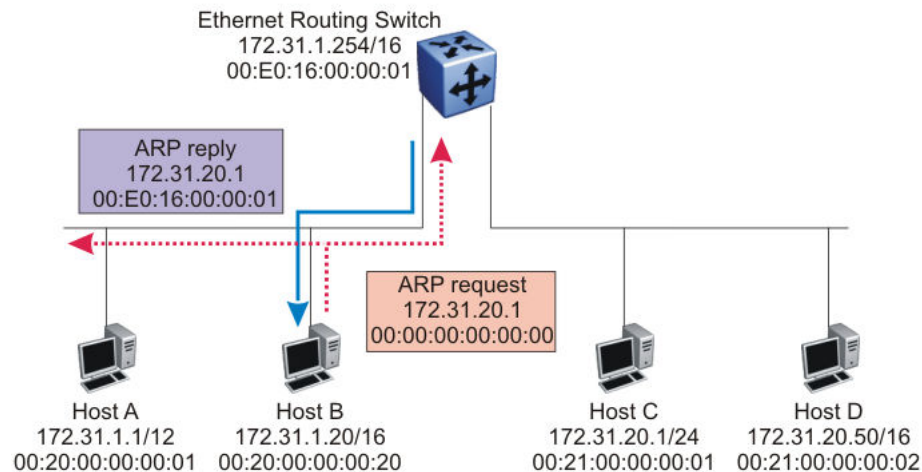 Ethernet Routing Switch
172.31.1.254/16
00:E0:16:00:00:01
ARP reply
172.31.20.1
00:E0:16:00:00:01
ARP request
172.31.20.1
00:00:00:00:00:00
Host A
172.31.1.1/12
00:20:00:00:00:01
Host B
172.31.1.20/16
00:20:00:00:00:20
Host C
172.31.20.1/24
00:21:00:00:00:01
Host D
172.31.20.50/16
00:21:00:00:00:02